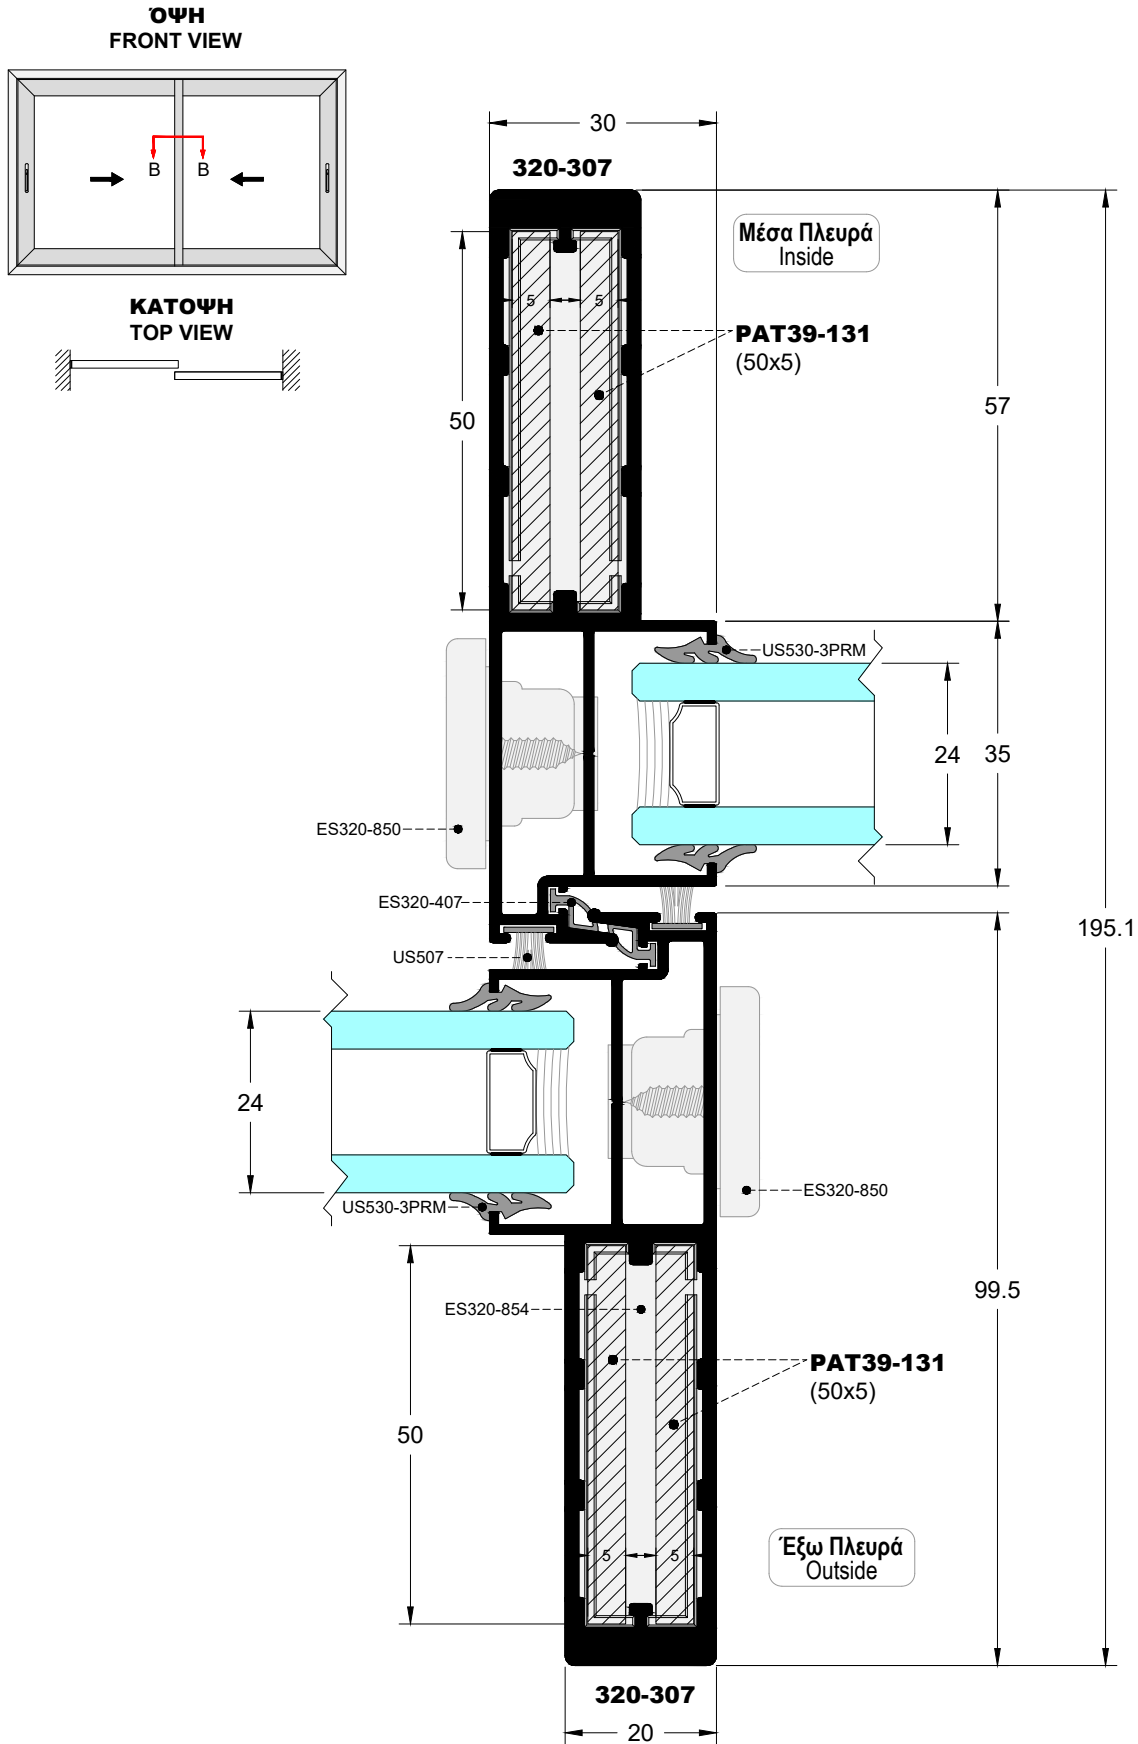 ΌΨΗ
FRONT VIEW
B B
ΚΑΤΟΨΗ
TOP VIEW
30
320-307
Μέσα Πλευρά
Inside
5 5
PAT39-131
(50x5)
50
57
US530-3PRM
24
35
ES320-850
ES320-407
195.1
US507
24
ES320-850
US530-3PRM
99.5
ES320-854
PAT39-131
(50x5)
50
5 5
Έξω Πλευρά
Outside
320-307
20